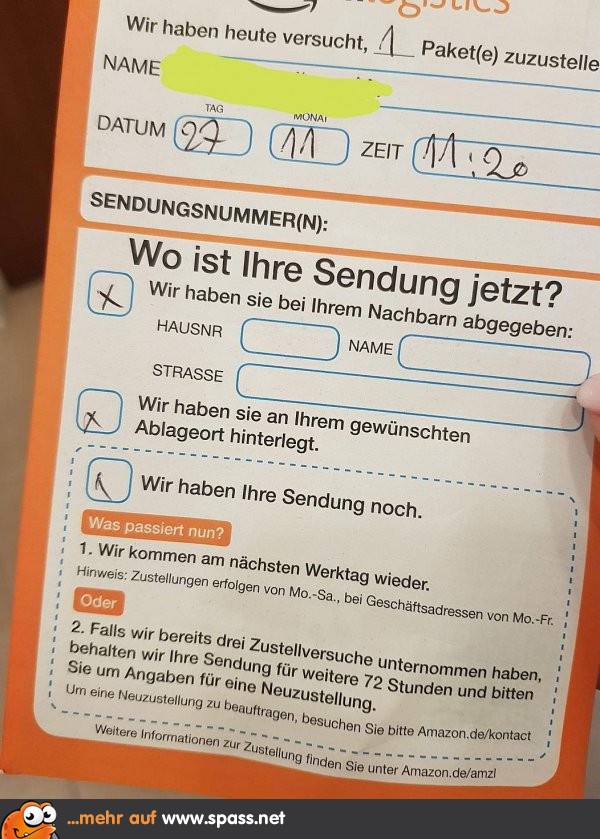 logistics
Wir haben heute versucht, 1 Paket(e) zuzustelle
NAME
TAG MONAT
DATUM 27 11 ZEIT 11:20
SENDUNGSNUMMER(N):
Wo ist Ihre Sendung jetzt?
X Wir haben sie bei Ihrem Nachbarn abgegeben:
HAUSNR NAME
STRASSE
X Wir haben sie an Ihrem gewünschten
Ablageort hinterlegt.
Wir haben Ihre Sendung noch.
Was passiert nun?
1. Wir kommen am nächsten Werktag wieder.
Hinweis: Zustellungen erfolgen von Mo.-Sa., bei Geschäftsadressen von Mo.-Fr.
Oder
2. Falls wir bereits drei Zustellversuche unternommen haben,
behalten wir Ihre Sendung für weitere 72 Stunden und bitten
Sie um Angaben für eine Neuzustellung.
Um eine Neuzustellung zu beauftragen, besuchen Sie bitte Amazon.de/kontact
Weitere Informationen zur Zustellung finden Sie unter Amazon.de/amzl
...mehr auf www.spass.net